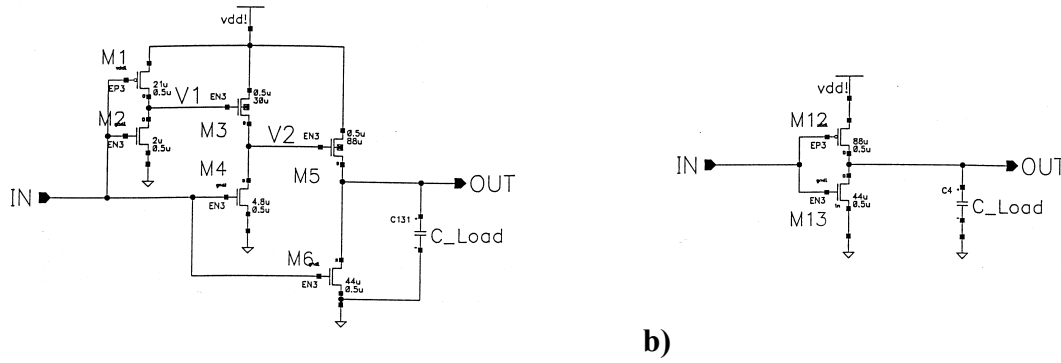 vdd!
M1
EP3
21u
0.5u
V1
M2
EN3
2u
0.5u
EN3
0.5u
30u
M3
V2
EN3
0.5u
88u
M4
M5
IN
EN3
4.8u
0.5u
OUT
C131
C_Load
M6
EN3
44u
0.5u
vdd!
M12
EP3
88u
0.5u
IN
OUT
EN3
44u
0.5u
M13
C4
C_Load
b)